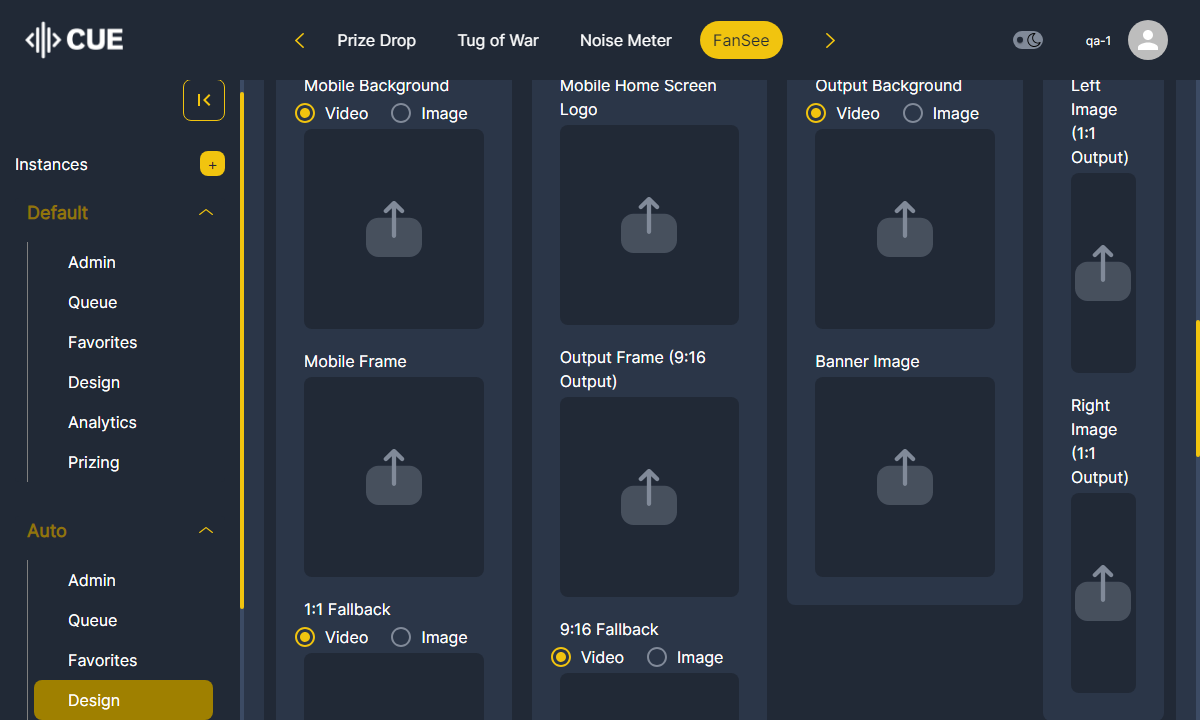 CUE
Prize Drop
Tug of War
Noise Meter
FanSee
qa-1
Instances
+
Default
Admin
Queue
Favorites
Design
Analytics
Prizing
Auto
Admin
Queue
Favorites
Design
Mobile Background
Video
Image
Mobile Frame
1:1 Fallback
Video
Image
Mobile Home Screen
Logo
Output Frame (9:16
Output)
9:16 Fallback
Video
Image
Output Background
Video
Image
Banner Image
Left
Image
(1:1
Output)
Right
Image
(1:1
Output)